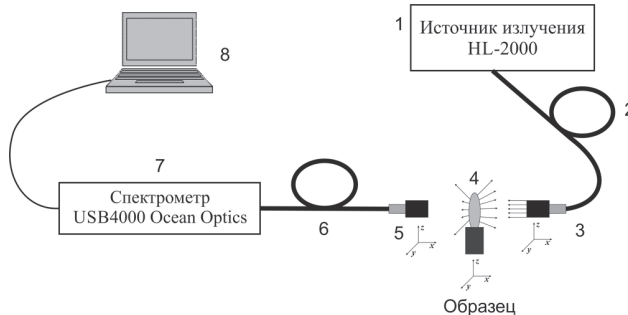 1
Источник излучения
HL-2000
2
8
7
Спектрометр
USB4000 Ocean Optics
6
5
4
3
z
x
y
z
x
y
z
x
y
Образец